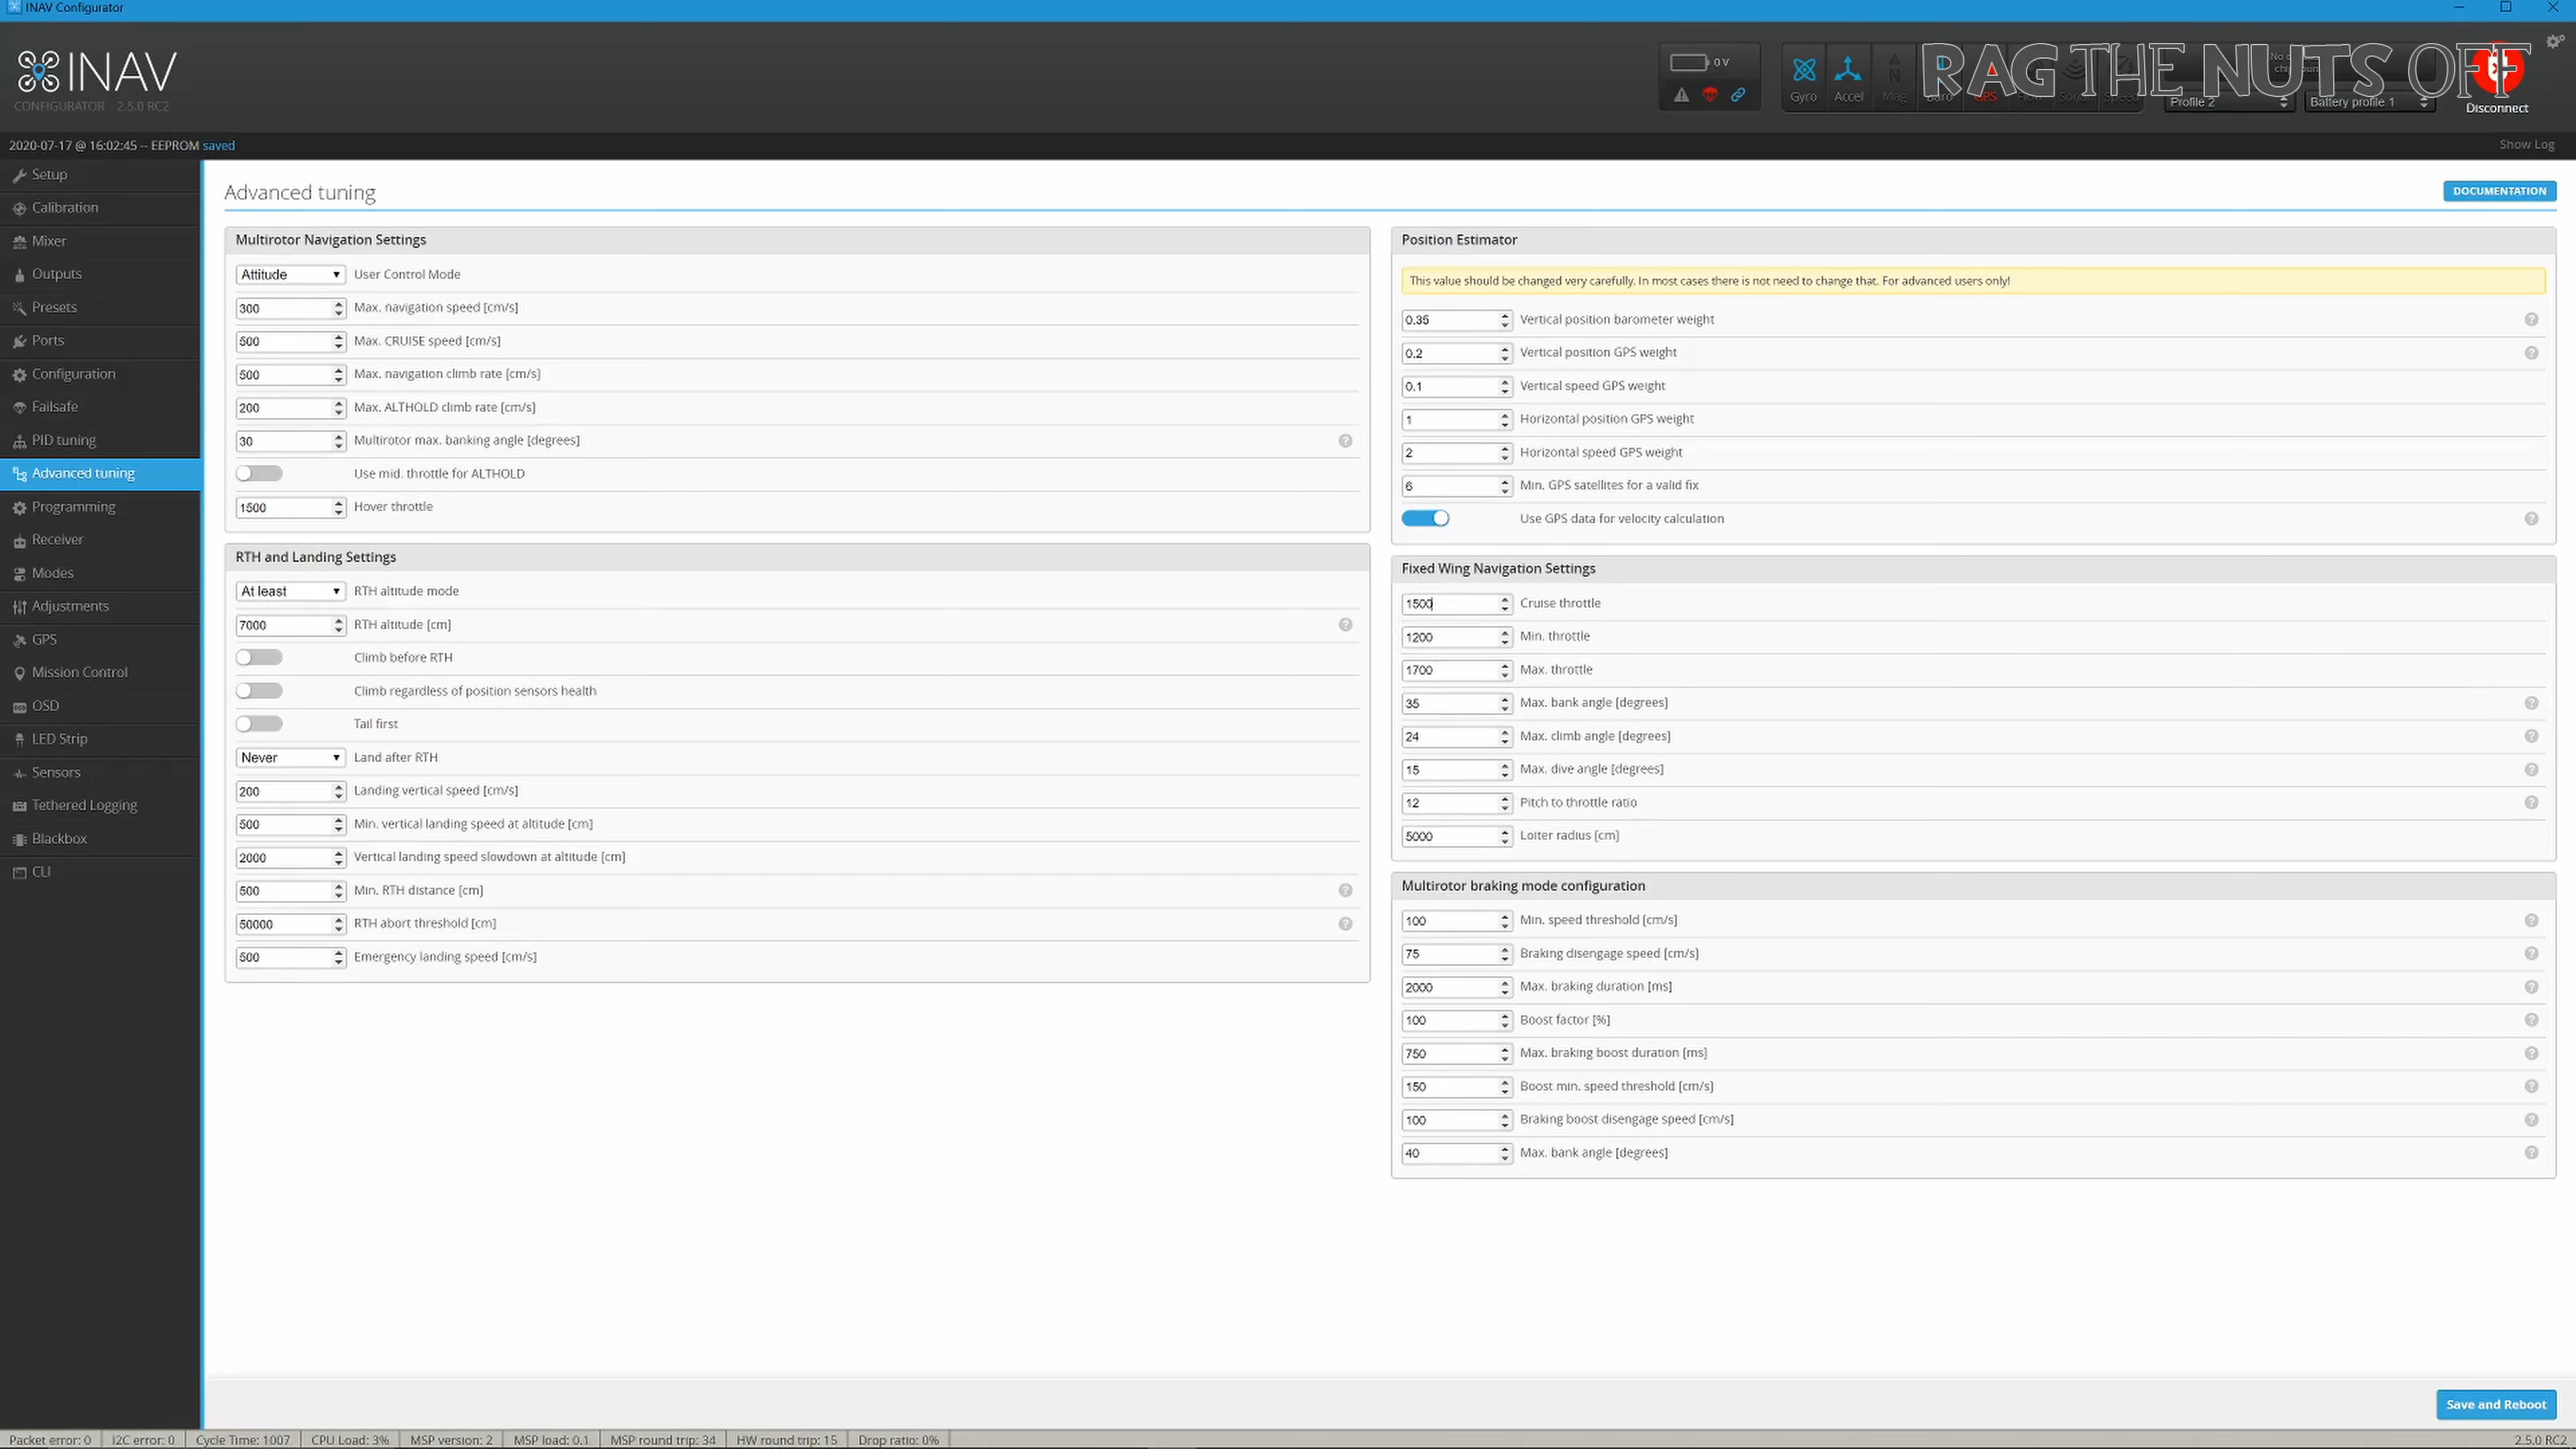 INAV Configurator
INAV
CONFIGURATOR 2.5.0 RC2
0 V
Gyro
Accel
Mag
Baro
GPS
Sonar
Speed
RAG THE NUTS OFF
Profile 2
Battery profile 1
Disconnect
2020-07-17 @ 16:02:45 -- EEPROM saved
Show Log
Setup
Calibration
Mixer
Outputs
Presets
Ports
Configuration
Failsafe
PID tuning
Advanced tuning
Programming
Receiver
Modes
Adjustments
GPS
Mission Control
OSD
LED Strip
Sensors
Tethered Logging
Blackbox
CLI
Advanced tuning
DOCUMENTATION
Multirotor Navigation Settings
Attitude User Control Mode
300 Max. navigation speed [cm/s]
500 Max. CRUISE speed [cm/s]
500 Max. navigation climb rate [cm/s]
200 Max. ALTHOLD climb rate [cm/s]
30 Multirotor max. banking angle [degrees]
Use mid. throttle for ALTHOLD
1500 Hover throttle
RTH and Landing Settings
At least RTH altitude mode
7000 RTH altitude [cm]
Climb before RTH
Climb regardless of position sensors health
Tail first
Never Land after RTH
200 Landing vertical speed [cm/s]
500 Min. vertical landing speed at altitude [cm]
2000 Vertical landing speed slowdown at altitude [cm]
500 Min. RTH distance [cm]
50000 RTH abort threshold [cm]
500 Emergency landing speed [cm/s]
Position Estimator
This value should be changed very carefully. In most cases there is not need to change that. For advanced users only!
0.35 Vertical position barometer weight
0.2 Vertical position GPS weight
0.1 Vertical speed GPS weight
1 Horizontal position GPS weight
2 Horizontal speed GPS weight
6 Min. GPS satellites for a valid fix
Use GPS data for velocity calculation
Fixed Wing Navigation Settings
1500 Cruise throttle
1200 Min. throttle
1700 Max. throttle
35 Max. bank angle [degrees]
24 Max. climb angle [degrees]
15 Max. dive angle [degrees]
12 Pitch to throttle ratio
5000 Loiter radius [cm]
Multirotor braking mode configuration
100 Min. speed threshold [cm/s]
75 Braking disengage speed [cm/s]
2000 Max. braking duration [ms]
100 Boost factor [%]
750 Max. braking boost duration [ms]
150 Boost min. speed threshold [cm/s]
100 Braking boost disengage speed [cm/s]
40 Max. bank angle [degrees]
Save and Reboot
Packet error: 0 I2C error: 0 Cycle Time: 1007 CPU Load: 3% MSP version: 2 MSP load: 0.1 MSP round trip: 34 HW round trip: 15 Drop ratio: 0% 2.5.0 RC2